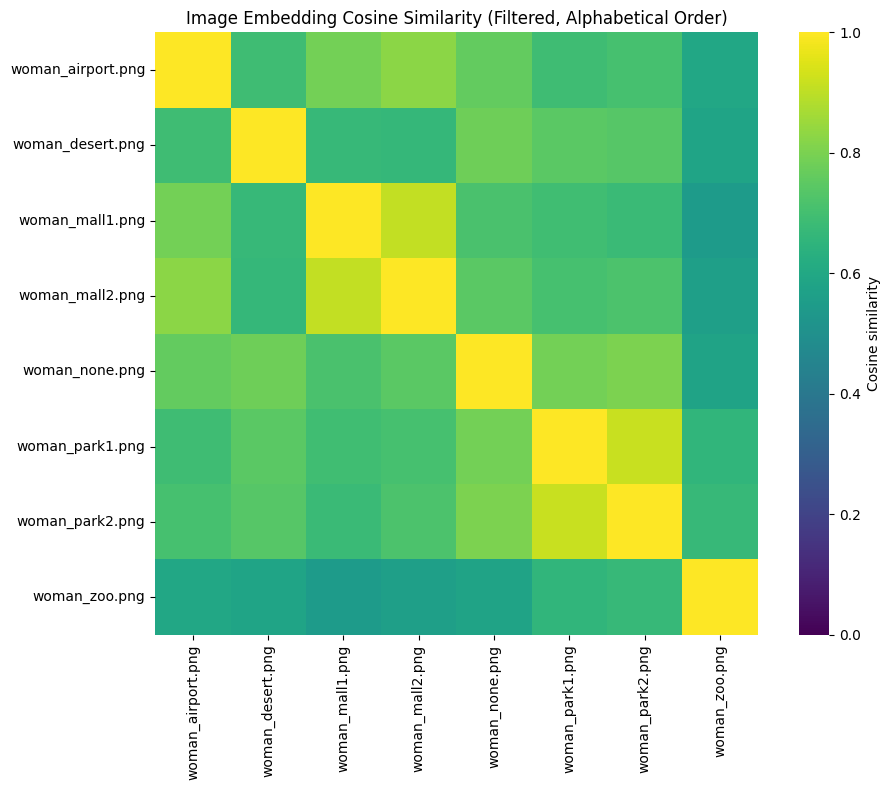 Image Embedding Cosine Similarity (Filtered, Alphabetical Order)
woman_airport.png
woman_desert.png
woman_mall1.png
woman_mall2.png
woman_none.png
woman_park1.png
woman_park2.png
woman_zoo.png
woman_airport.png
woman_desert.png
woman_mall1.png
woman_mall2.png
woman_none.png
woman_park1.png
woman_park2.png
woman_zoo.png
1.0
0.8
0.6
0.4
0.2
0.0
Cosine similarity